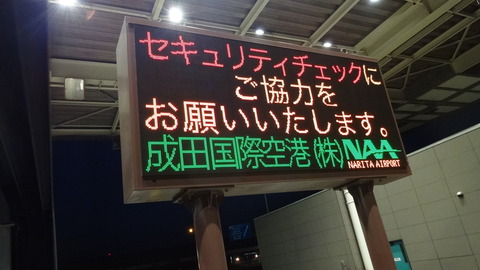 セキュリティチェックに
ご協力を
お願いいたします。
成田国際空港(株) NAA
NARITA AIRPORT